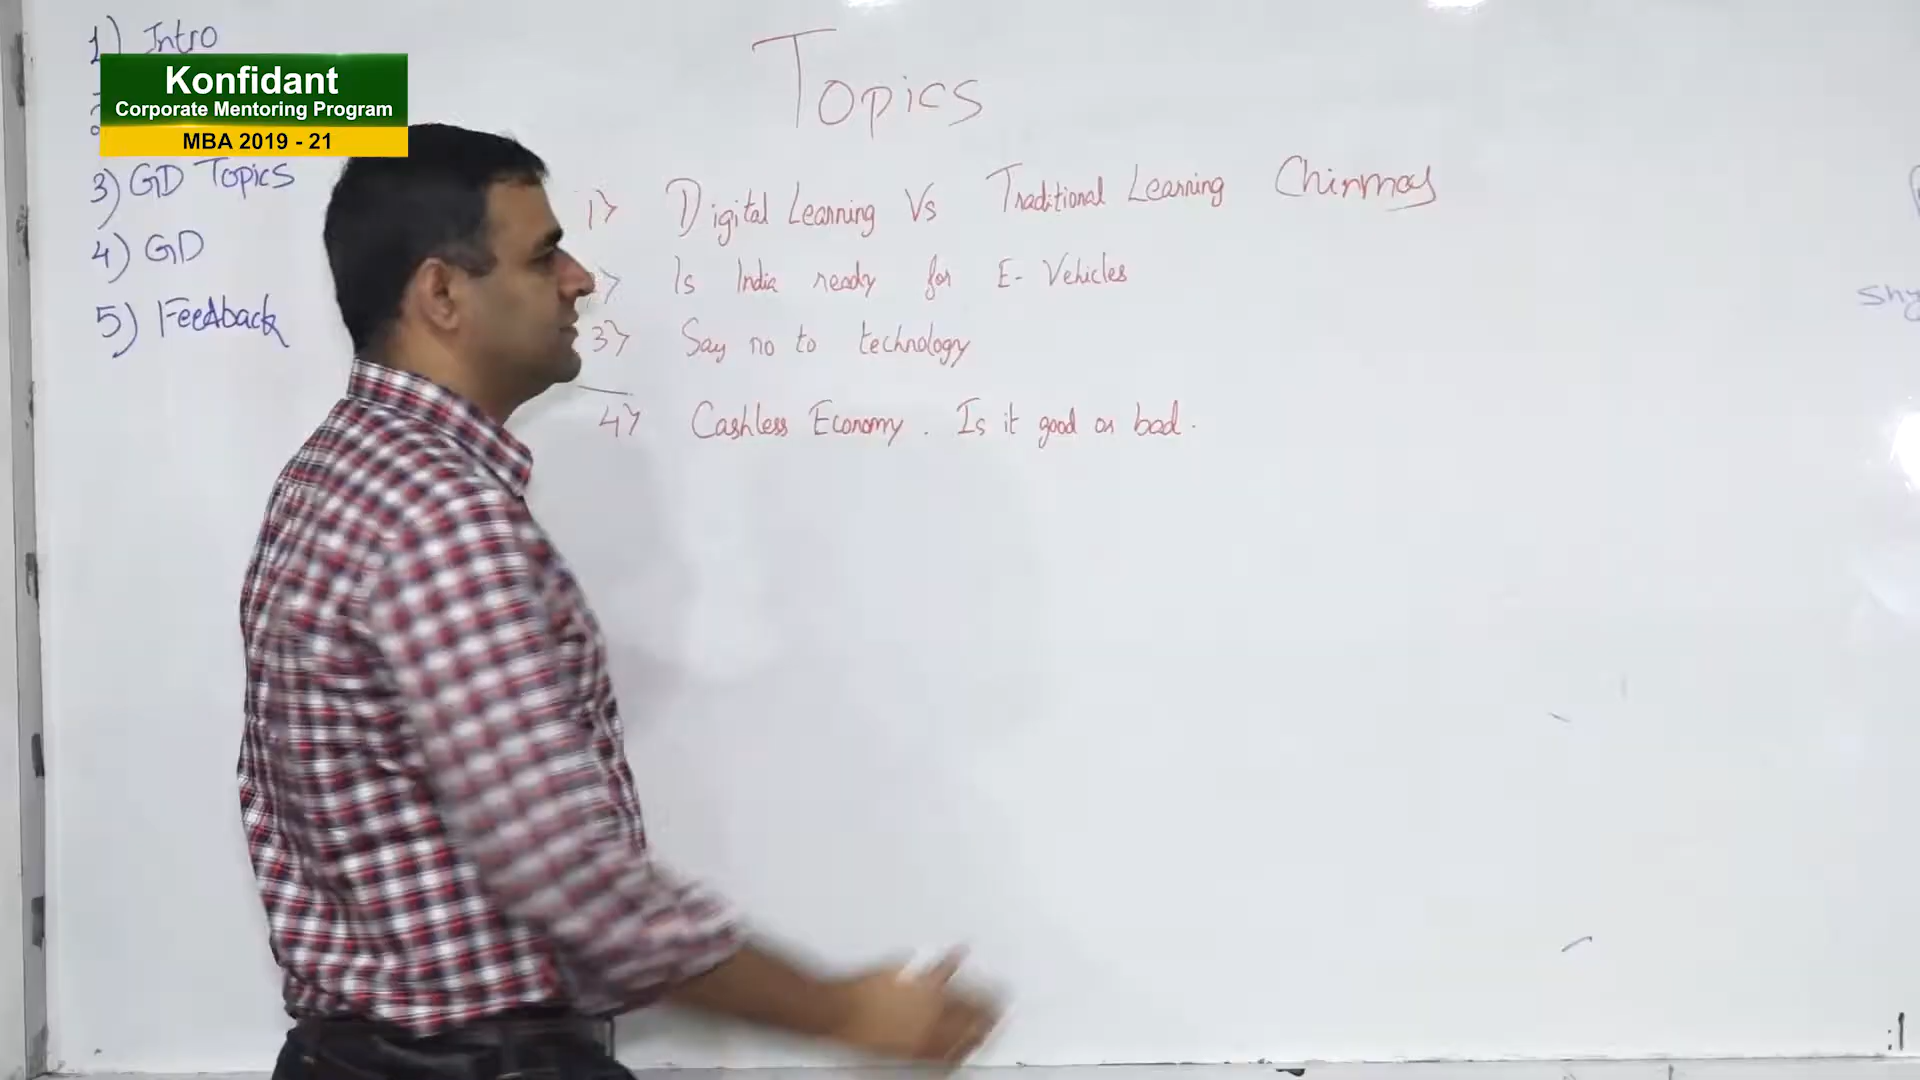 1) Intro
Konfidant
Corporate Mentoring Program
MBA 2019 - 21
3) GD Topics
4) GD
5) Feedback
Topics
1> Digital Learning Vs Traditional Learning Chinmay
Is India ready for E- Vehicles
3> Say no to technology
4> Cashless Economy. Is it good or bad.